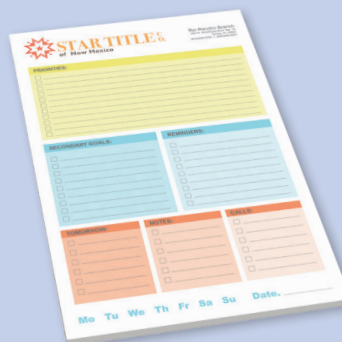 STAR TITLE Co.
of New Mexico
PRIORITIES:
SECONDARY GOALS:
REMINDERS:
TOMORROW:
NOTES:
CALLS:
Mo Tu We Th Fr Sa Su Date.